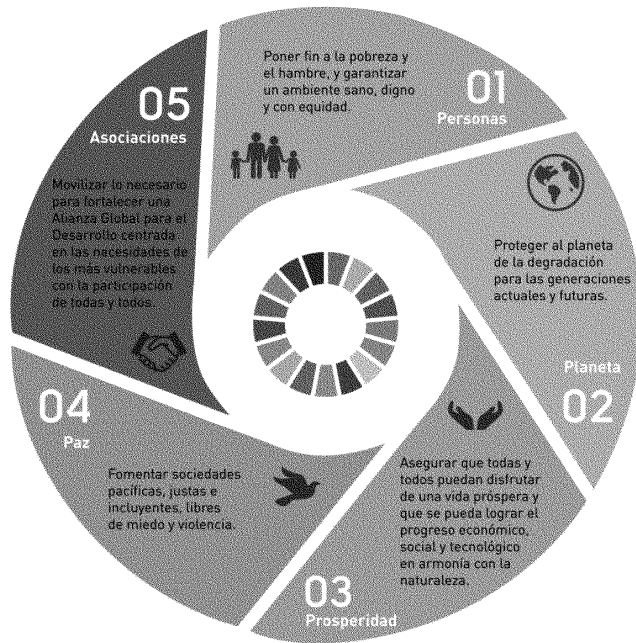 01
Personas
Poner fin a la pobreza y
el hambre, y garantizar
un ambiente sano, digno
y con equidad.
Proteger al planeta
de la degradación
para las generaciones
actuales y futuras.
Planeta
02
Asegurar que todas y
todos puedan disfrutar
de una vida próspera y
que se pueda lograr el
progreso económico,
social y tecnológico
en armonía con la
naturaleza.
03
Prosperidad
04
Paz
Fomentar sociedades
pacíficas, justas e
incluyentes, libres
de miedo y violencia.
05
Asociaciones
Movilizar lo necesario
para fortalecer una
Alianza Global para el
Desarrollo centrada
en las necesidades de
los más vulnerables
con la participación
de todas y todos.